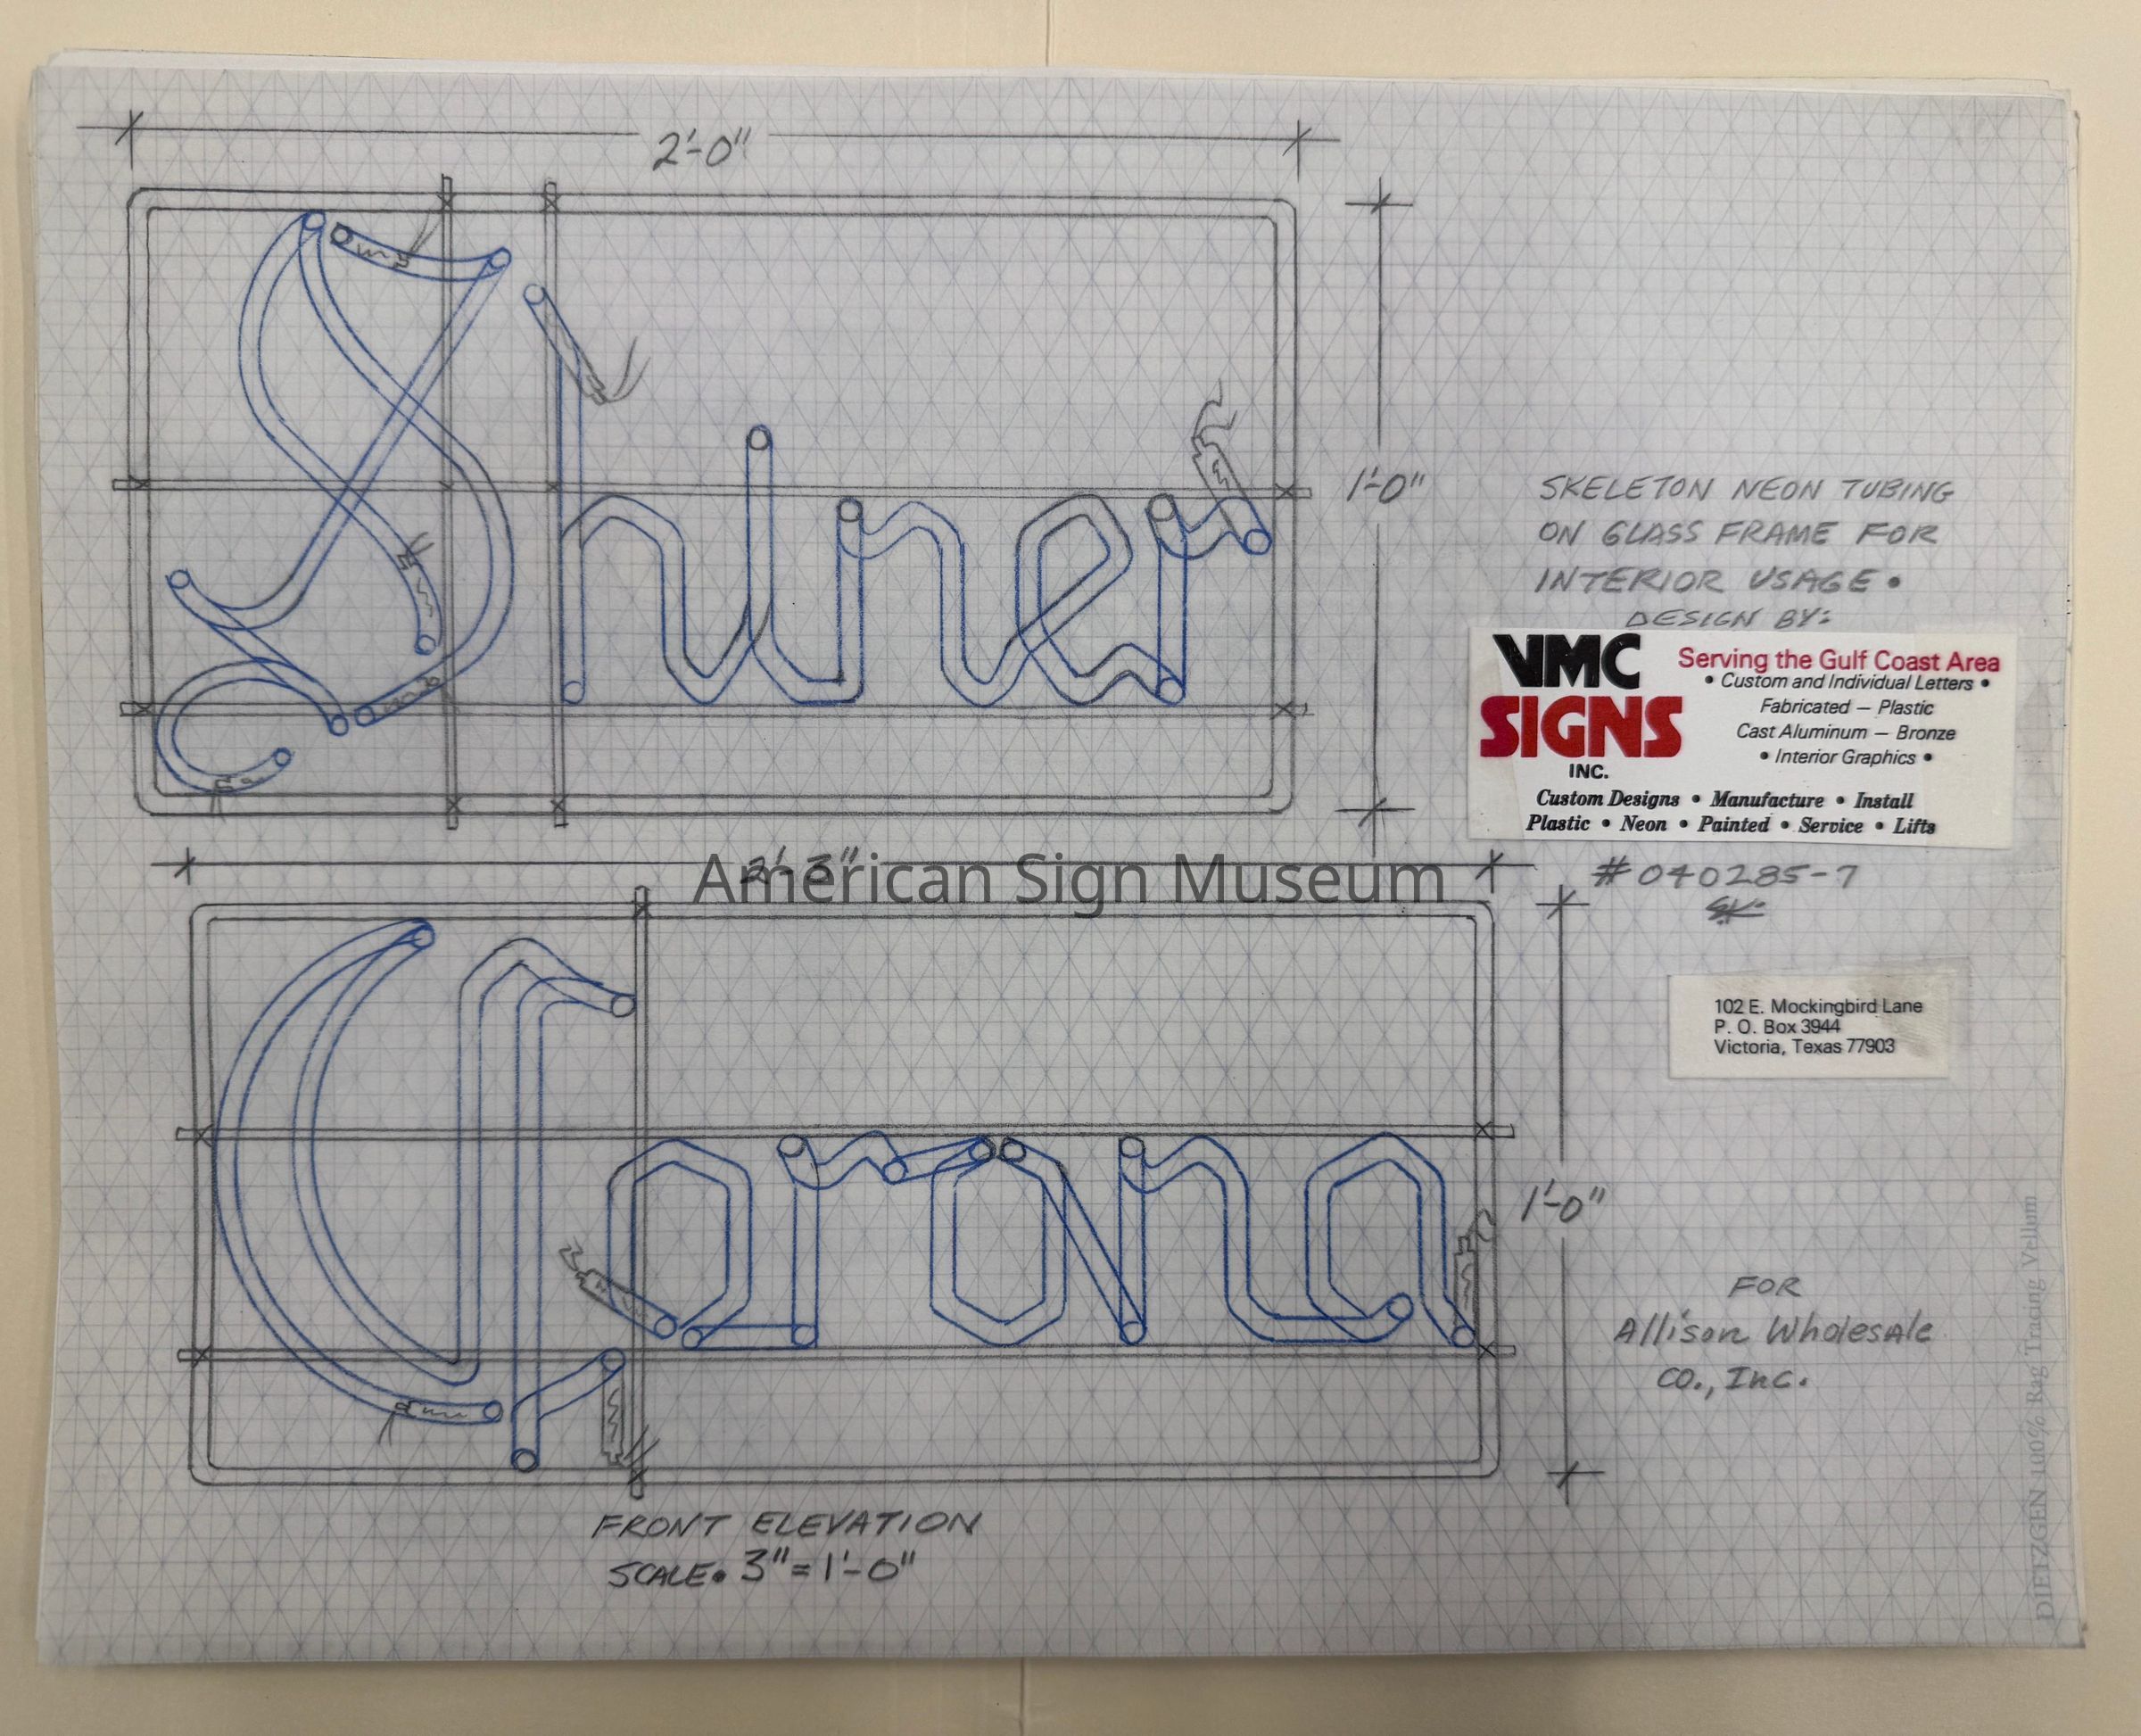 2'-0"
Shiner
1'-0"
SKELETON NEON TUBING
ON GLASS FRAME FOR
INTERIOR USAGE.
DESIGN BY:
VMC
SIGNS
INC.
Serving the Gulf Coast Area
• Custom and Individual Letters •
Fabricated — Plastic
Cast Aluminum — Bronze
• Interior Graphics •
Custom Designs • Manufacture • Install
Plastic • Neon • Painted • Service • Lifts
#040285-7
2'-3"
American Sign Museum
102 E. Mockingbird Lane
P. O. Box 3944
Victoria, Texas 77903
Corona
1'-0"
FOR
Allison Wholesale
CO., Inc.
FRONT ELEVATION
SCALE. 3"=1'-0"
DIETZGEN 100% Rag Tracing Vellum